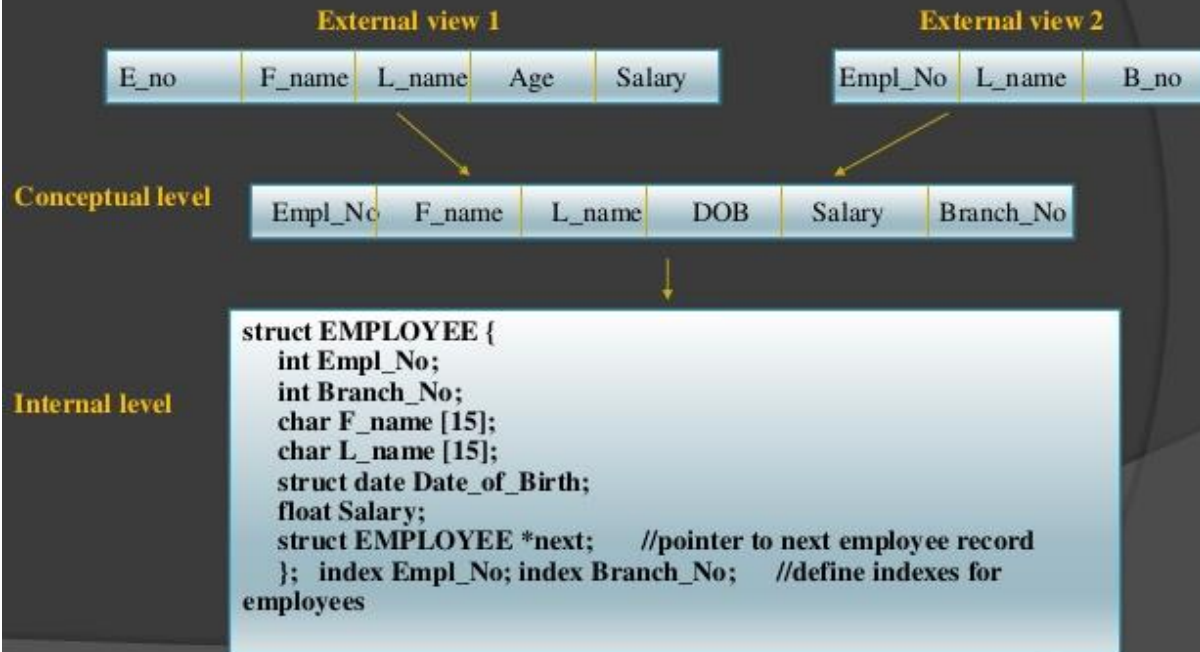 External view 1 External view 2
E_no F_name L_name Age Salary Empl_No L_name B_no
Conceptual level
Empl_No F_name L_name DOB Salary Branch_No
Internal level
struct EMPLOYEE {
int Empl_No;
int Branch_No;
char F_name [15];
char L_name [15];
struct date Date_of_Birth;
float Salary;
struct EMPLOYEE *next; //pointer to next employee record
}; index Empl_No; index Branch_No; //define indexes for
employees